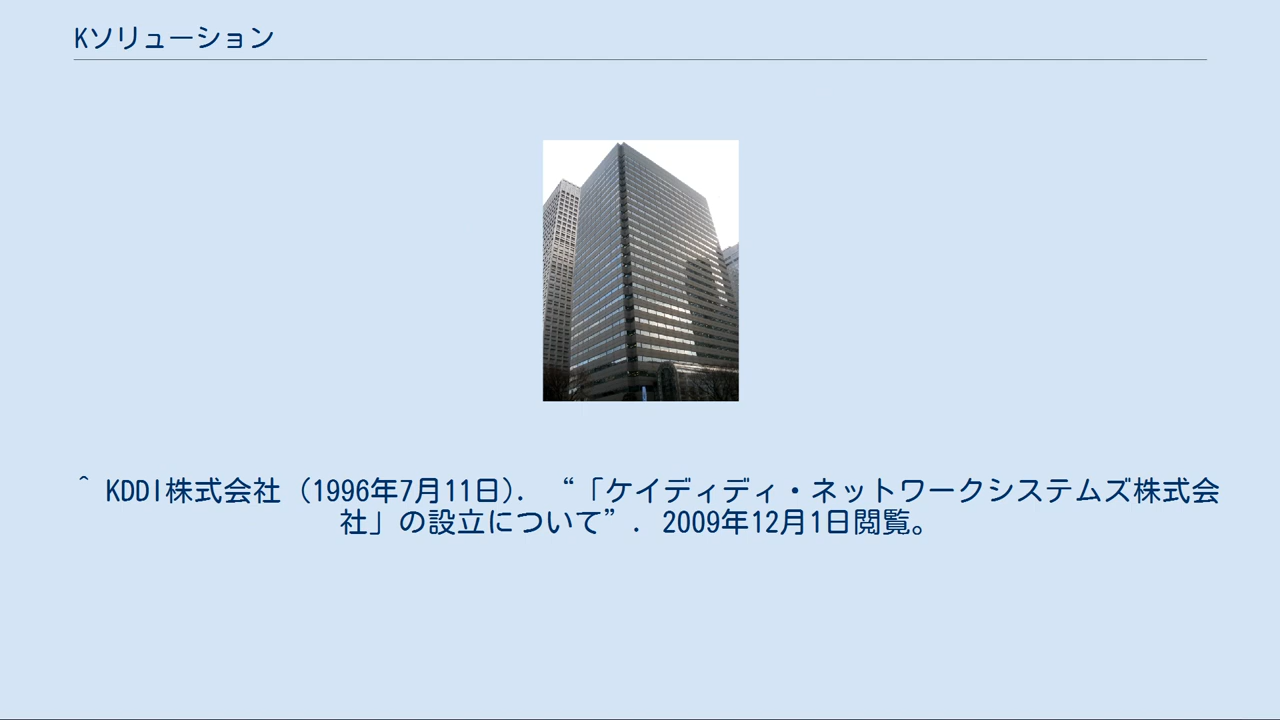 Kソリューション
^ KDDI株式会社 (1996年7月11日). “「ケイディディ・ネットワークシステムズ株式会
社」の設立について”. 2009年12月1日閲覧。